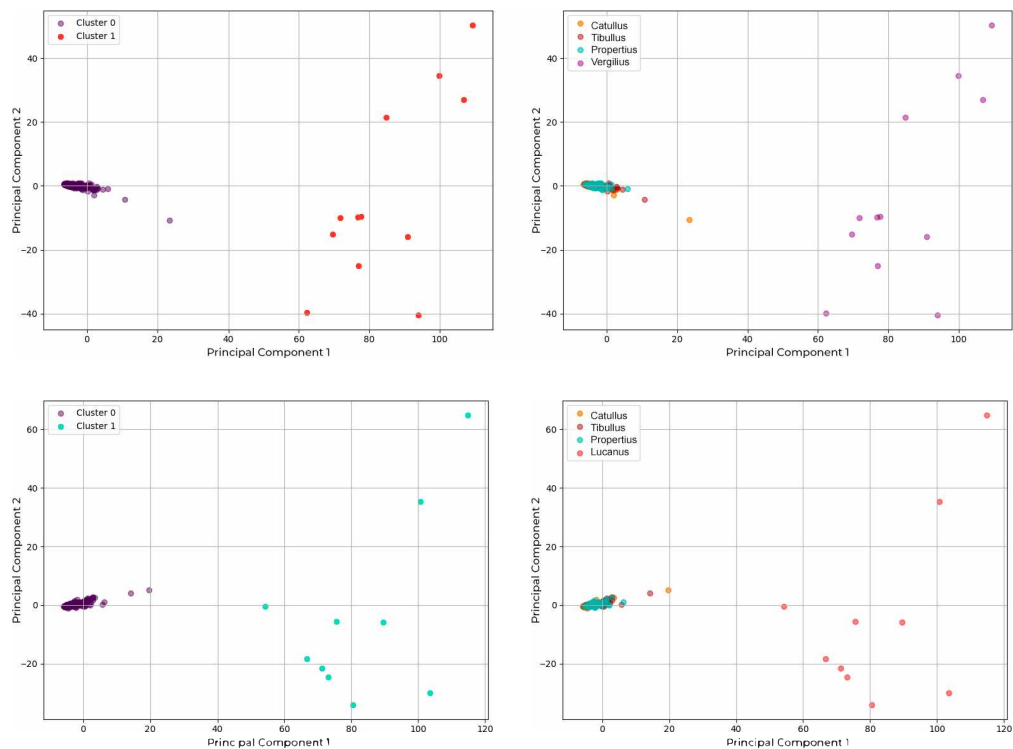 Cluster 0
Cluster 1
40
20
0
−20
−40
0 20 40 60 80 100
Principal Component 2
Principal Component 1
Catullus
Tibullus
Propertius
Vergilius
40
20
0
−20
−40
0 20 40 60 80 100
Principal Component 2
Principal Component 1
Cluster 0
Cluster 1
60
40
20
0
−20
0 20 40 60 80 100 120
Principal Component 2
Princ pal Component 1
Catullus
Tibullus
Propertius
Lucanus
60
40
20
0
−20
0 20 40 60 80 100 120
Principal Component 2
Principal Component 1